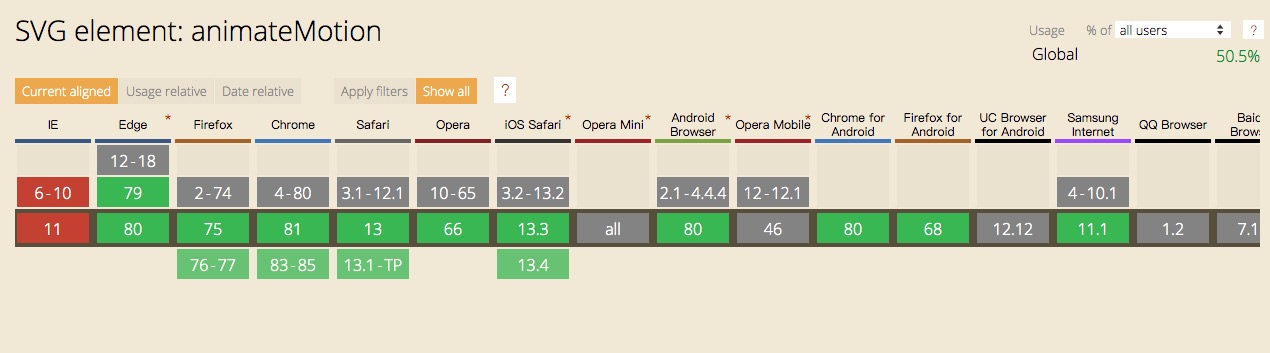 SVG element: animateMotion
Usage % of all users ?
Global 50.5%
Current aligned Usage relative Date relative Apply filters Show all ?
IE Edge * Firefox Chrome Safari Opera iOS Safari * Opera Mini * Android Browser * Opera Mobile * Chrome for Android Firefox for Android UC Browser for Android Samsung Internet QQ Browser Baid Brows
12-18
6-10 79 2-74 4-80 3.1-12.1 10-65 3.2-13.2 2.1-4.4.4 12-12.1 4-10.1
11 80 75 81 13 66 13.3 all 80 46 80 68 12.12 11.1 1.2 7.1
76-77 83-85 13.1-TP 13.4